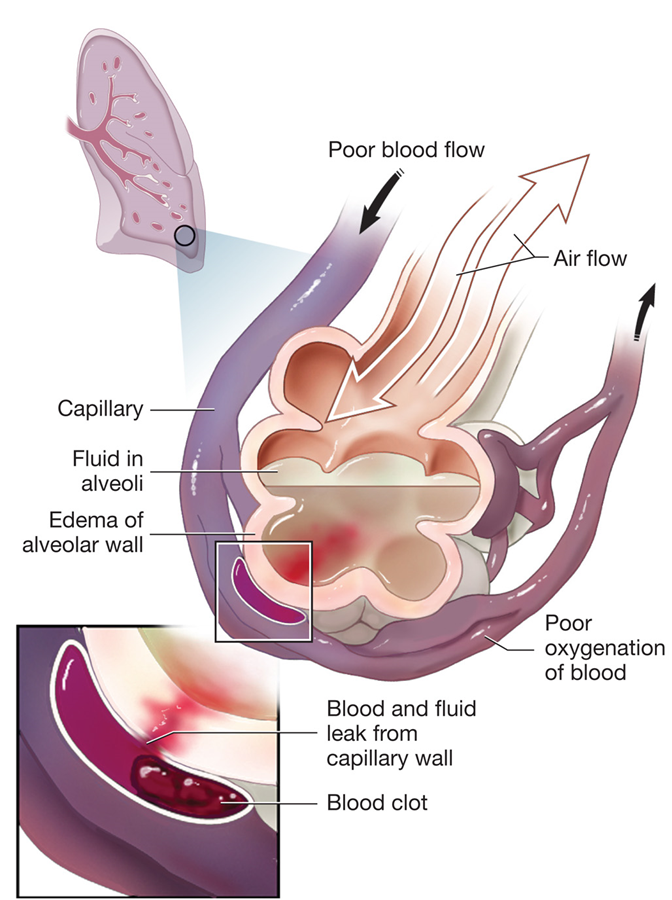 Poor blood flow
Air flow
Capillary
Fluid in
alveoli
Edema of
alveolar wall
Poor
oxygenation
of blood
Blood and fluid
leak from
capillary wall
Blood clot